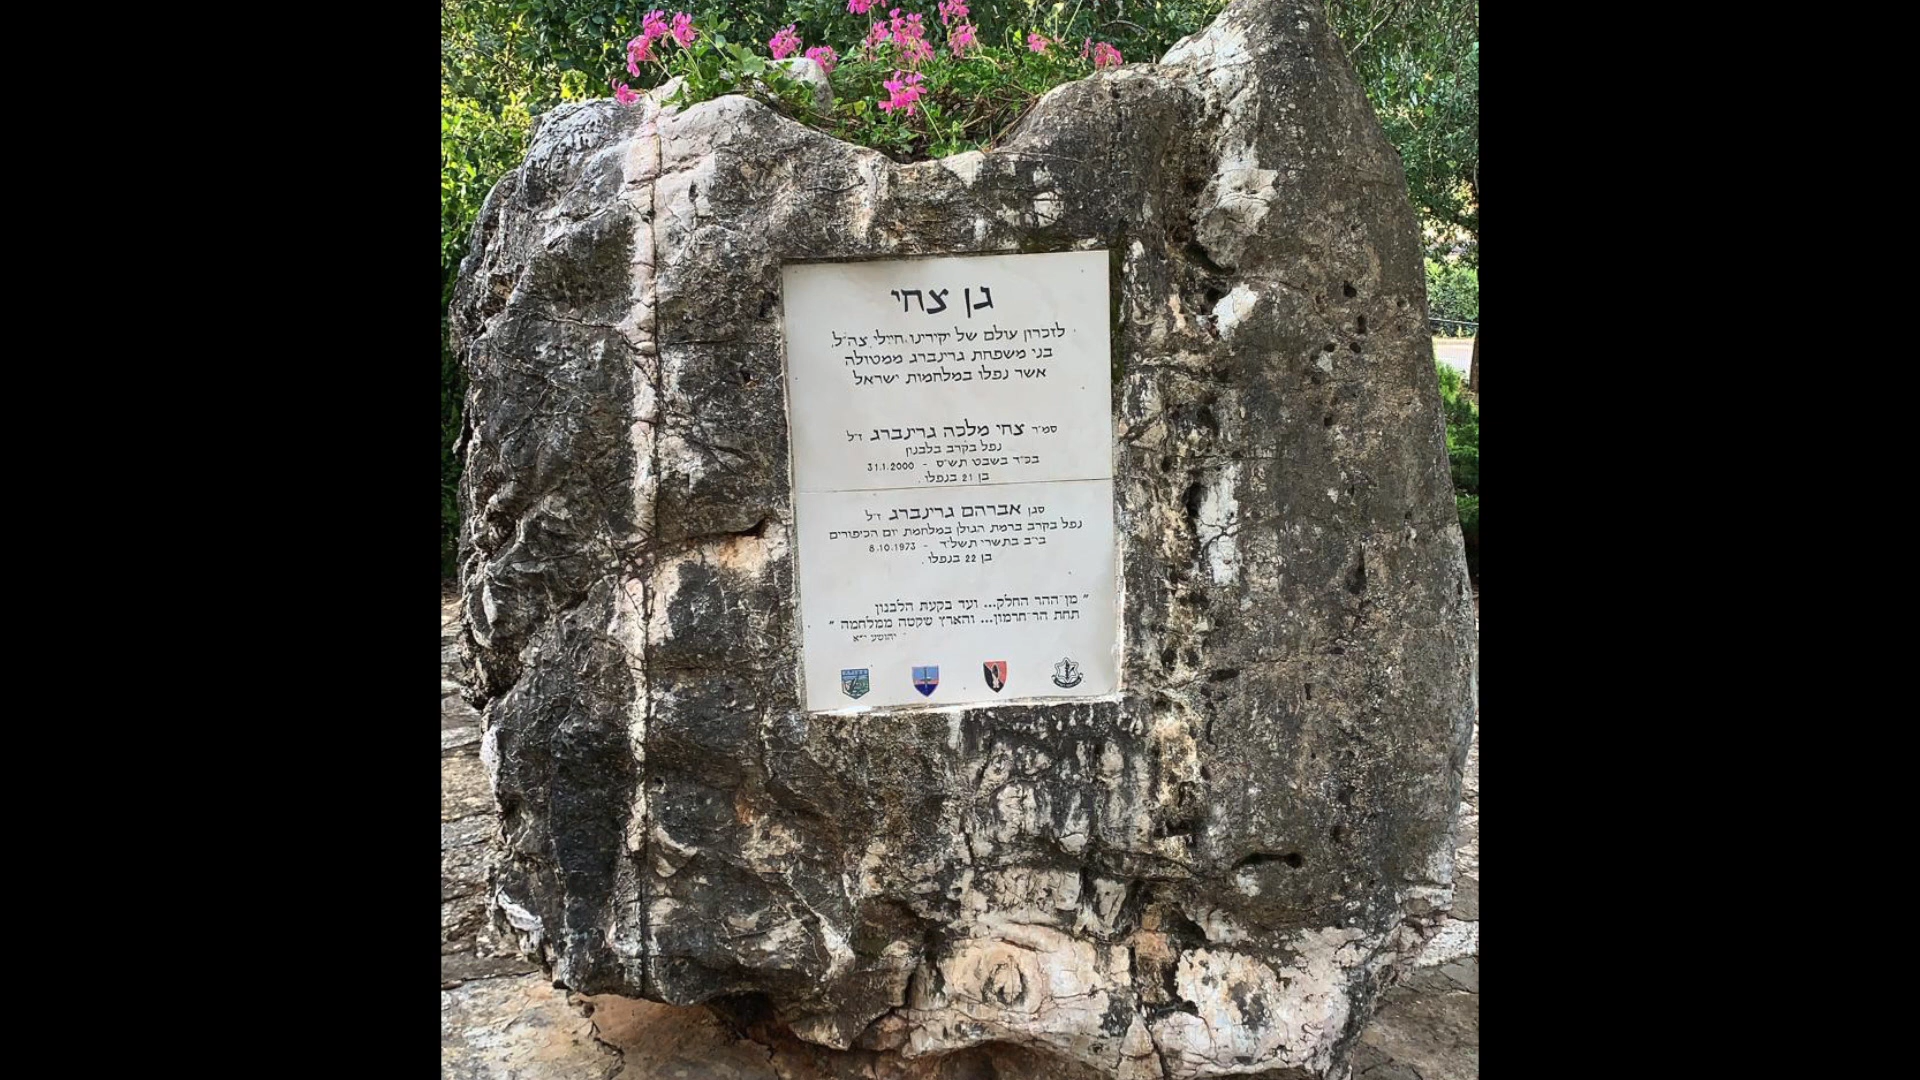 גן צחי
לזכרון עולם של יקירינו, חיילי צה"ל,
בני משפחת גרינברג ממטולה
אשר נפלו במלחמות ישראל
סמ"ר צחי מלכה גרינברג ז"ל
נפל בקרב בלבנון
בכ"ד בשבט תש"ס - 31.1.2000
בן 21 בנפלו.
סגן אברהם גרינברג ז"ל
נפל בקרב ברמת הגולן במלחמת יום הכיפורים
בי"ב בתשרי תשל"ד - 8.10.1973
בן 22 בנפלו.
"מן ההר החלק... ועד בקעת הלבנון
תחת הר חרמון... והארץ שקטה ממלחמה"
יהושע י"א